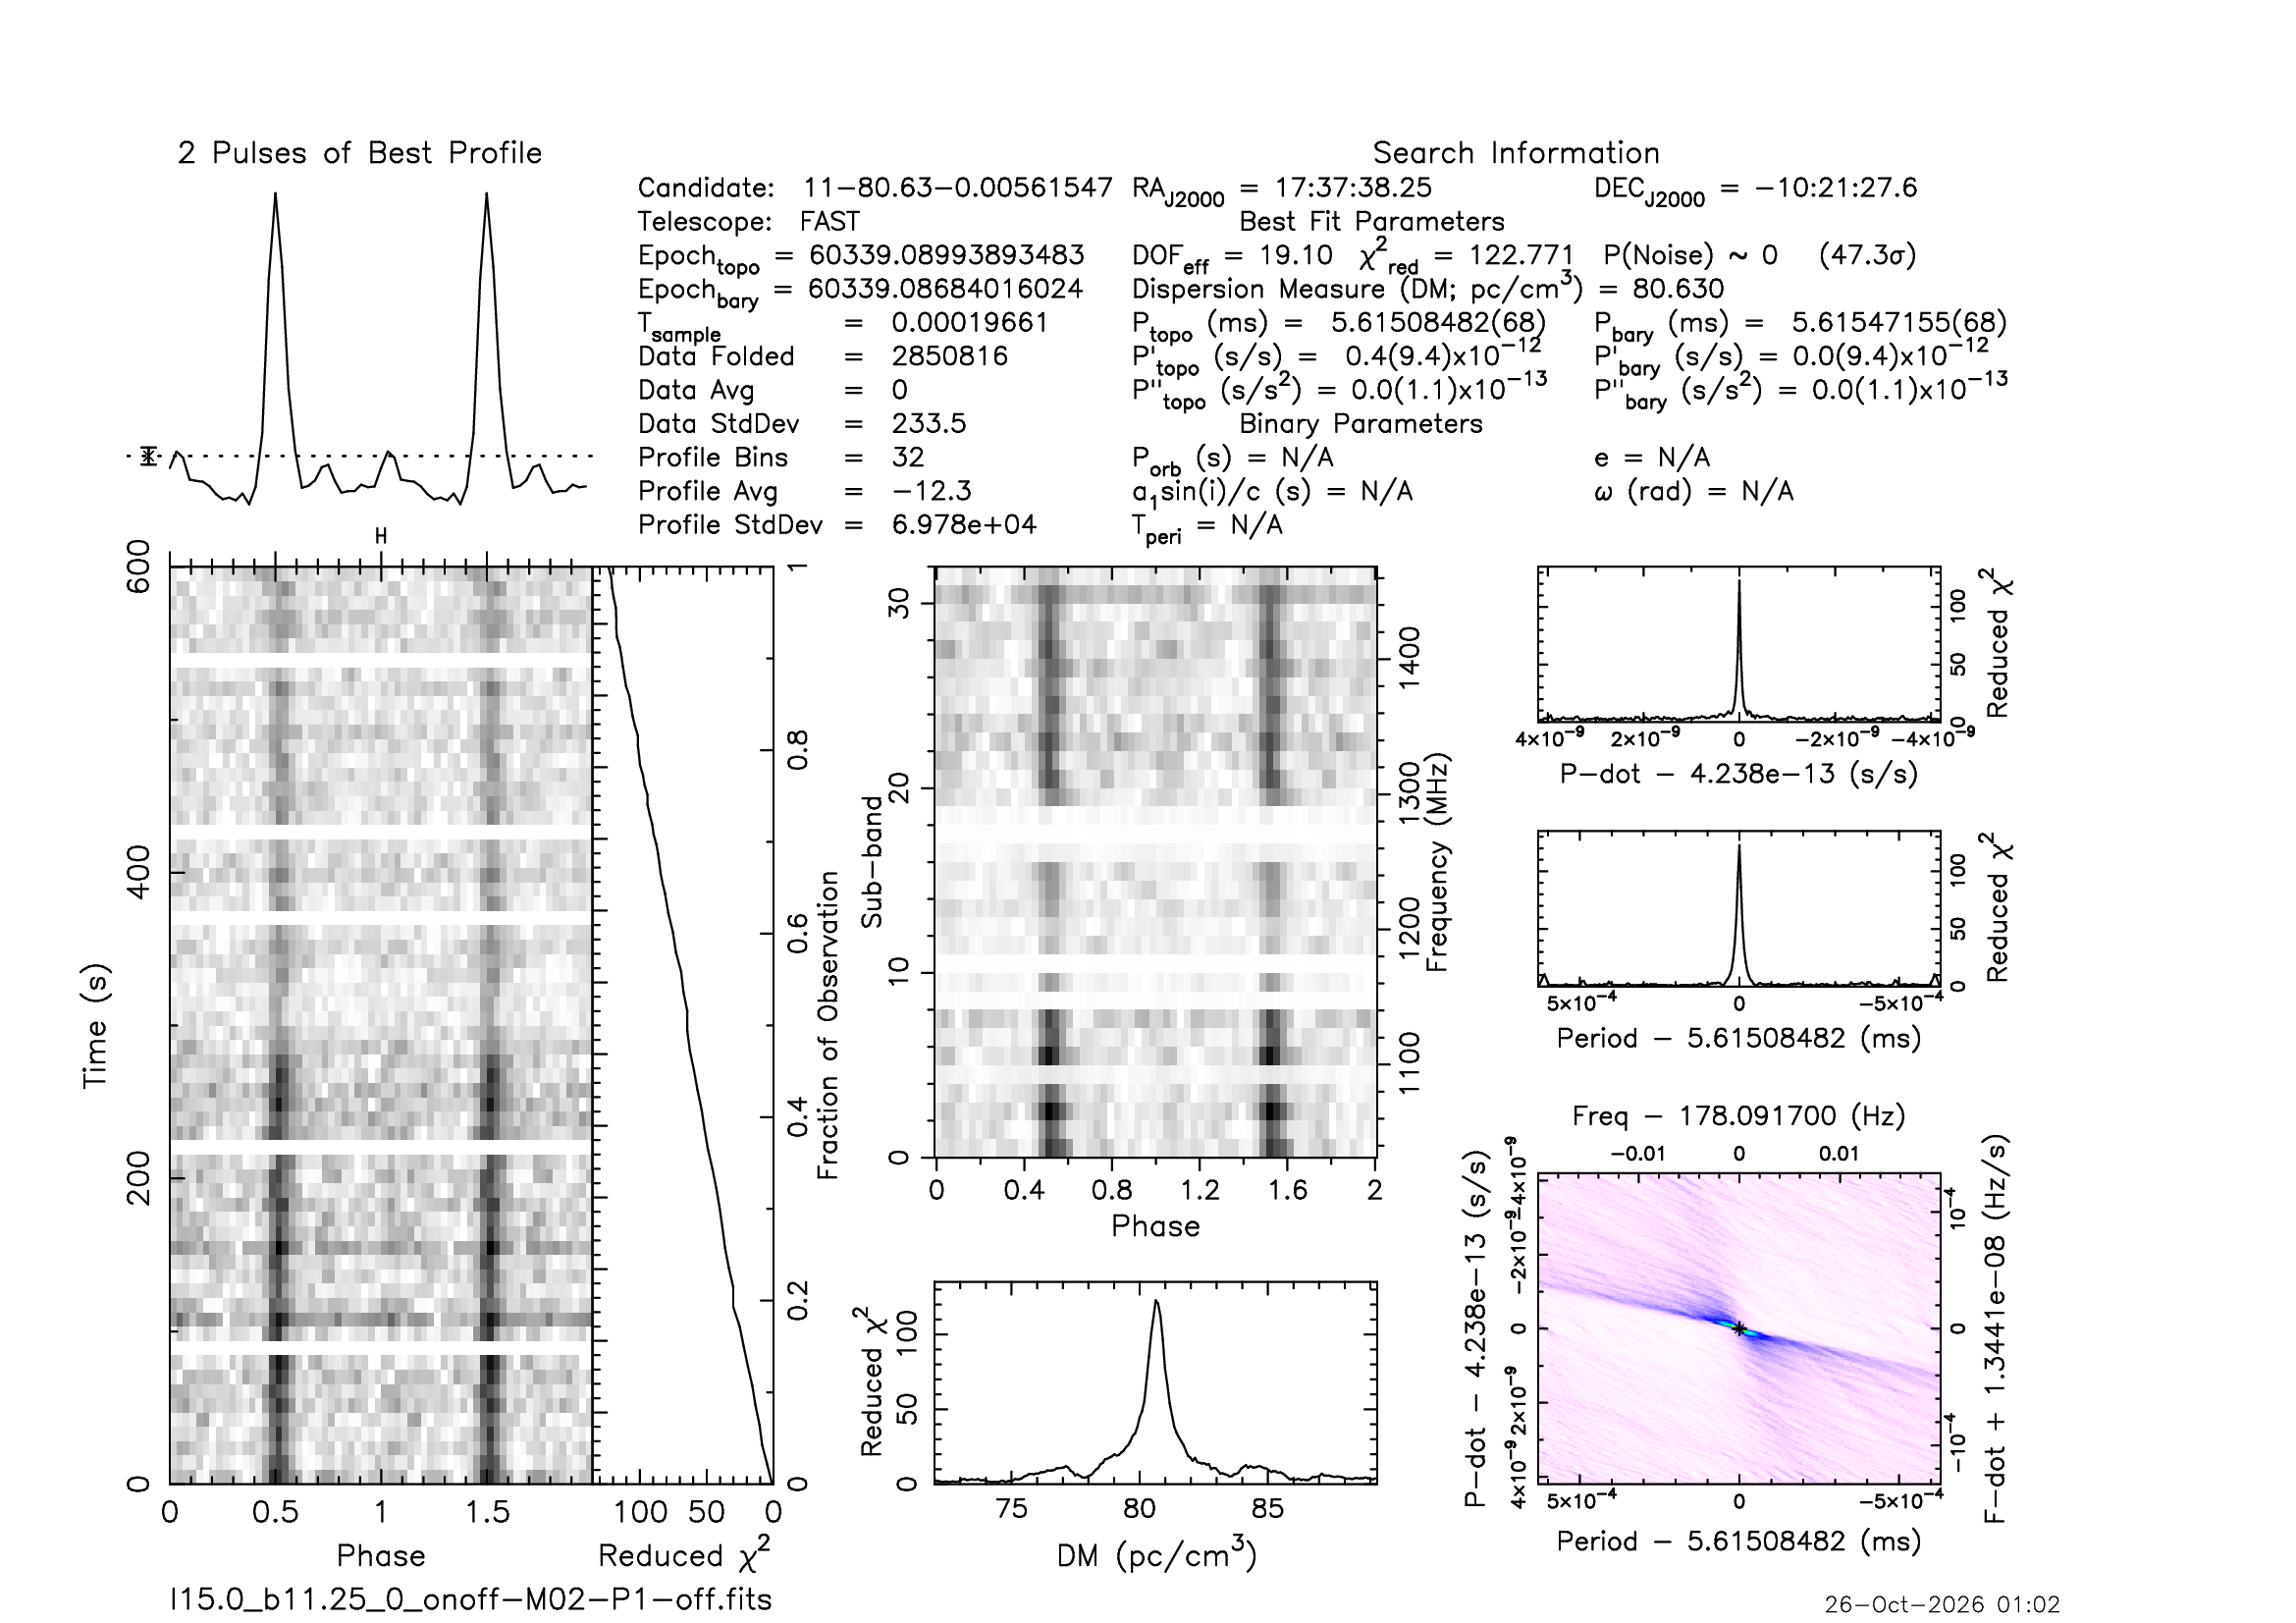 2 Pulses of Best Profile
Search Information
Candidate: 11−80.63−0.00561547 RA_J2000 = 17:37:38.25 DEC_J2000 = −10:21:27.6
Telescope: FAST Best Fit Parameters
Epoch_topo = 60339.08993893483 DOF_eff = 19.10 χ²_red = 122.771 P(Noise) ~ 0 (47.3σ)
Epoch_bary = 60339.08684016024 Dispersion Measure (DM; pc/cm³) = 80.630
T_sample = 0.00019661 P_topo (ms) = 5.61508482(68) P_bary (ms) = 5.61547155(68)
Data Folded = 2850816 P'_topo (s/s) = 0.4(9.4)x10⁻¹² P'_bary (s/s) = 0.0(9.4)x10⁻¹²
Data Avg = 0 P''_topo (s/s²) = 0.0(1.1)x10⁻¹³ P''_bary (s/s²) = 0.0(1.1)x10⁻¹³
Data StdDev = 233.5 Binary Parameters
Profile Bins = 32 P_orb (s) = N/A e = N/A
Profile Avg = −12.3 a₁sin(i)/c (s) = N/A ω (rad) = N/A
Profile StdDev = 6.978e+04 T_peri = N/A
H
0 200 400 600
Time (s)
0 0.5 1 1.5
Phase
100 50 0
Reduced χ²
0 0.2 0.4 0.6 0.8 1
Fraction of Observation
0 10 20 30
Sub−band
1100 1200 1300 1400
Frequency (MHz)
0 0.4 0.8 1.2 1.6 2
Phase
0 50 100
Reduced χ²
75 80 85
DM (pc/cm³)
0 50 100
Reduced χ²
4×10⁻⁹ 2×10⁻⁹ 0 −2×10⁻⁹ −4×10⁻⁹
P−dot − 4.238e−13 (s/s)
0 50 100
Reduced χ²
5×10⁻⁴ 0 −5×10⁻⁴
Period − 5.61508482 (ms)
Freq − 178.091700 (Hz)
−0.01 0 0.01
4×10⁻⁹ 2×10⁻⁹ 0 −2×10⁻⁹ −4×10⁻⁹
P−dot − 4.238e−13 (s/s)
−10⁻⁴ 0 10⁻⁴
F−dot + 1.3441e−08 (Hz/s)
5×10⁻⁴ 0 −5×10⁻⁴
Period − 5.61508482 (ms)
l15.0_b11.25_0_onoff−M02−P1−off.fits
26−Oct−2026 01:02